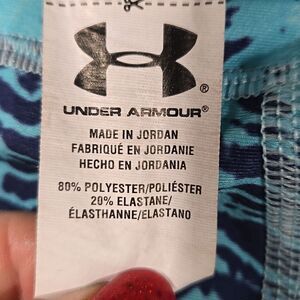 UNDER ARMOUR®
MADE IN JORDAN
FABRIQUÉ EN JORDANIE
HECHO EN JORDANIA
80% POLYESTER/POLIÉSTER
20% ELASTANE/
ÉLASTHANNE/ELASTANO